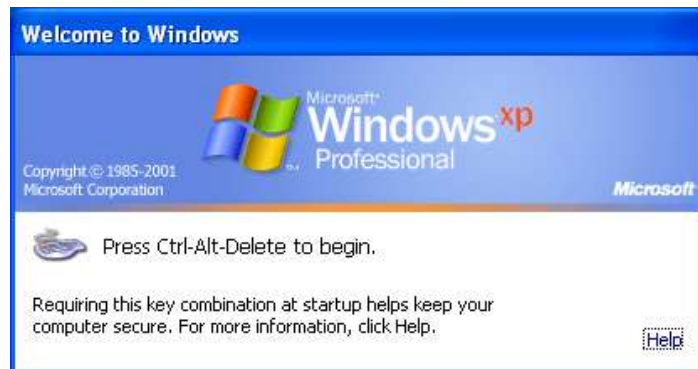 Welcome to Windows
Microsoft®
Windows xp
Professional
Copyright © 1985-2001
Microsoft Corporation
Microsoft
Press Ctrl-Alt-Delete to begin.
Requiring this key combination at startup helps keep your
computer secure. For more information, click Help.
Help